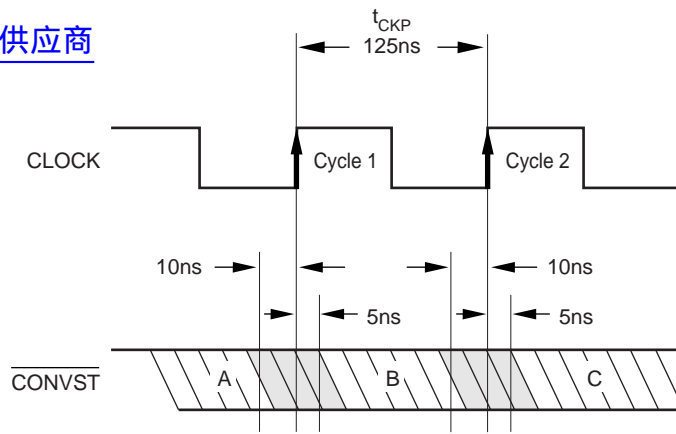 供应商
tCKP
125ns
CLOCK
Cycle 1
Cycle 2
10ns
10ns
5ns
5ns
CONVST
A
B
C